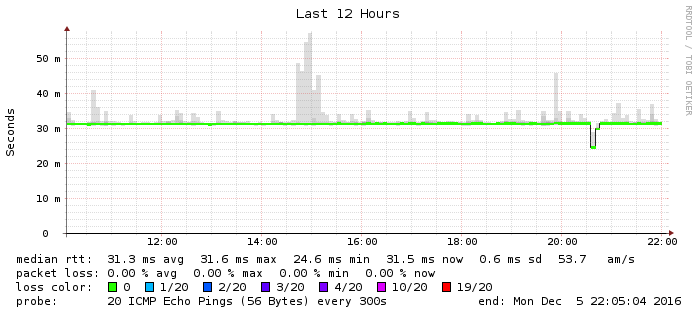 Last 12 Hours
RRDTOOL / TOBI OETIKER
Seconds
50 m
40 m
30 m
20 m
10 m
0
12:00 14:00 16:00 18:00 20:00 22:00
median rtt: 31.3 ms avg 31.6 ms max 24.6 ms min 31.5 ms now 0.6 ms sd 53.7 am/s
packet loss: 0.00 % avg 0.00 % max 0.00 % min 0.00 % now
loss color: 0 1/20 2/20 3/20 4/20 10/20 19/20
probe: 20 ICMP Echo Pings (56 Bytes) every 300s end: Mon Dec 5 22:05:04 2016